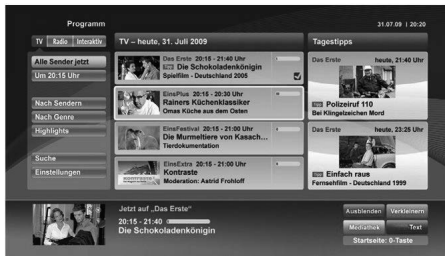 Programm
31.07.09 | 20:20
TV Radio Interaktiv
TV – heute, 31. Juli 2009
Tagestipps
Alle Sender jetzt
Um 20:15 Uhr
Nach Sendern
Nach Genre
Highlights
Suche
Einstellungen
Das Erste 20:15 - 21:40 Uhr
Tipp Die Schokoladenkönigin
Spielfilm - Deutschland 2005
EinsPlus 20:15 - 20:30 Uhr
Rainers Küchenklassiker
Omas Küche aus dem Osten
EinsFestival 20:15 - 21:00 Uhr
Die Murmeltiere von Kasach...
Tierdokumentation
EinsExtra 20:15 - 21:00 Uhr
Kontraste
Moderation: Astrid Frohloff
Das Erste heute, 21:40 Uhr
Tipp Polizeiruf 110
Bei Klingelzeichen Mord
Das Erste heute, 23:25 Uhr
Tipp Einfach raus
Fernsehfilm - Deutschland 1999
Jetzt auf „Das Erste“
20:15 - 21:40
Die Schokoladenkönigin
Ausblenden Verkleinern
Mediathek Text
Startseite: 0-Taste